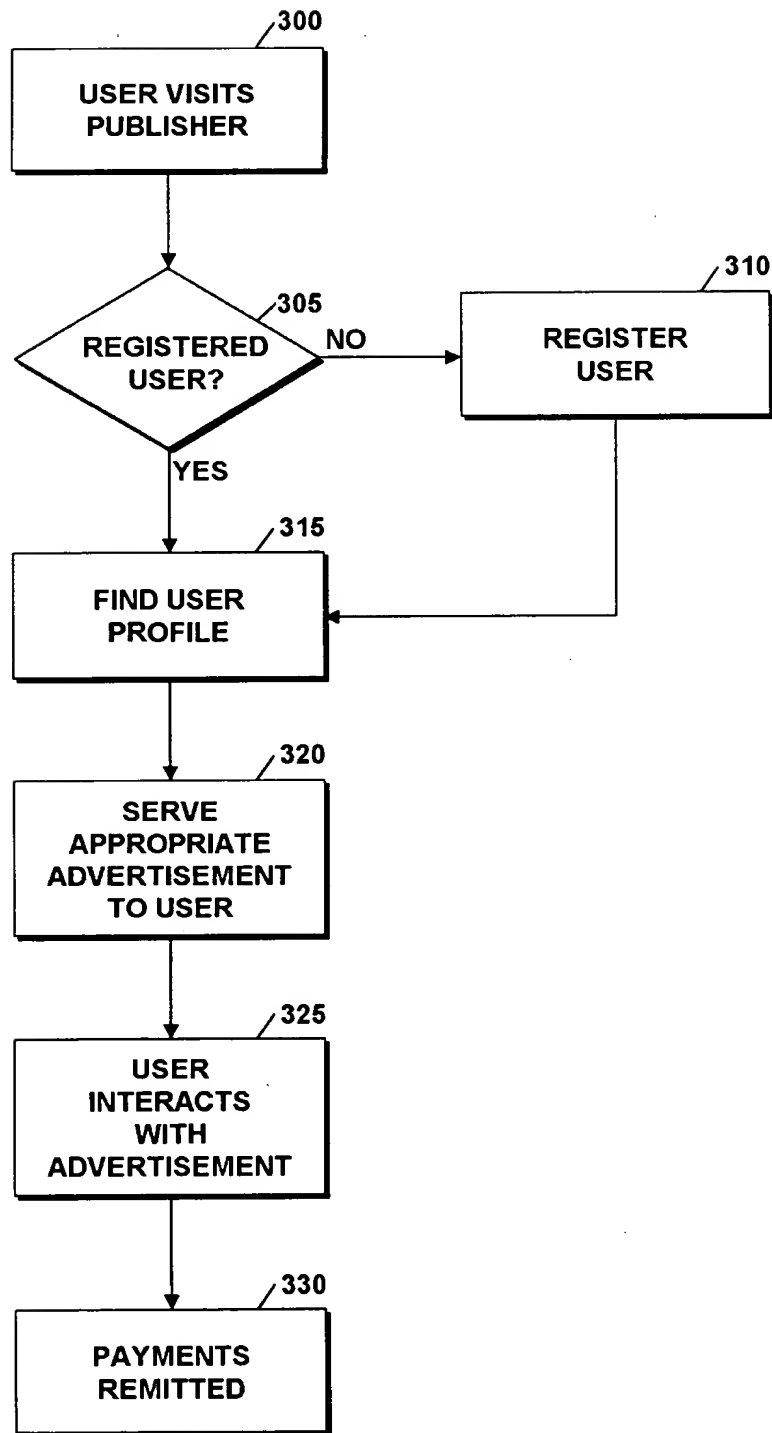 300
USER VISITS
PUBLISHER
305
REGISTERED
USER?
NO
310
REGISTER
USER
YES
315
FIND USER
PROFILE
320
SERVE
APPROPRIATE
ADVERTISEMENT
TO USER
325
USER
INTERACTS
WITH
ADVERTISEMENT
330
PAYMENTS
REMITTED